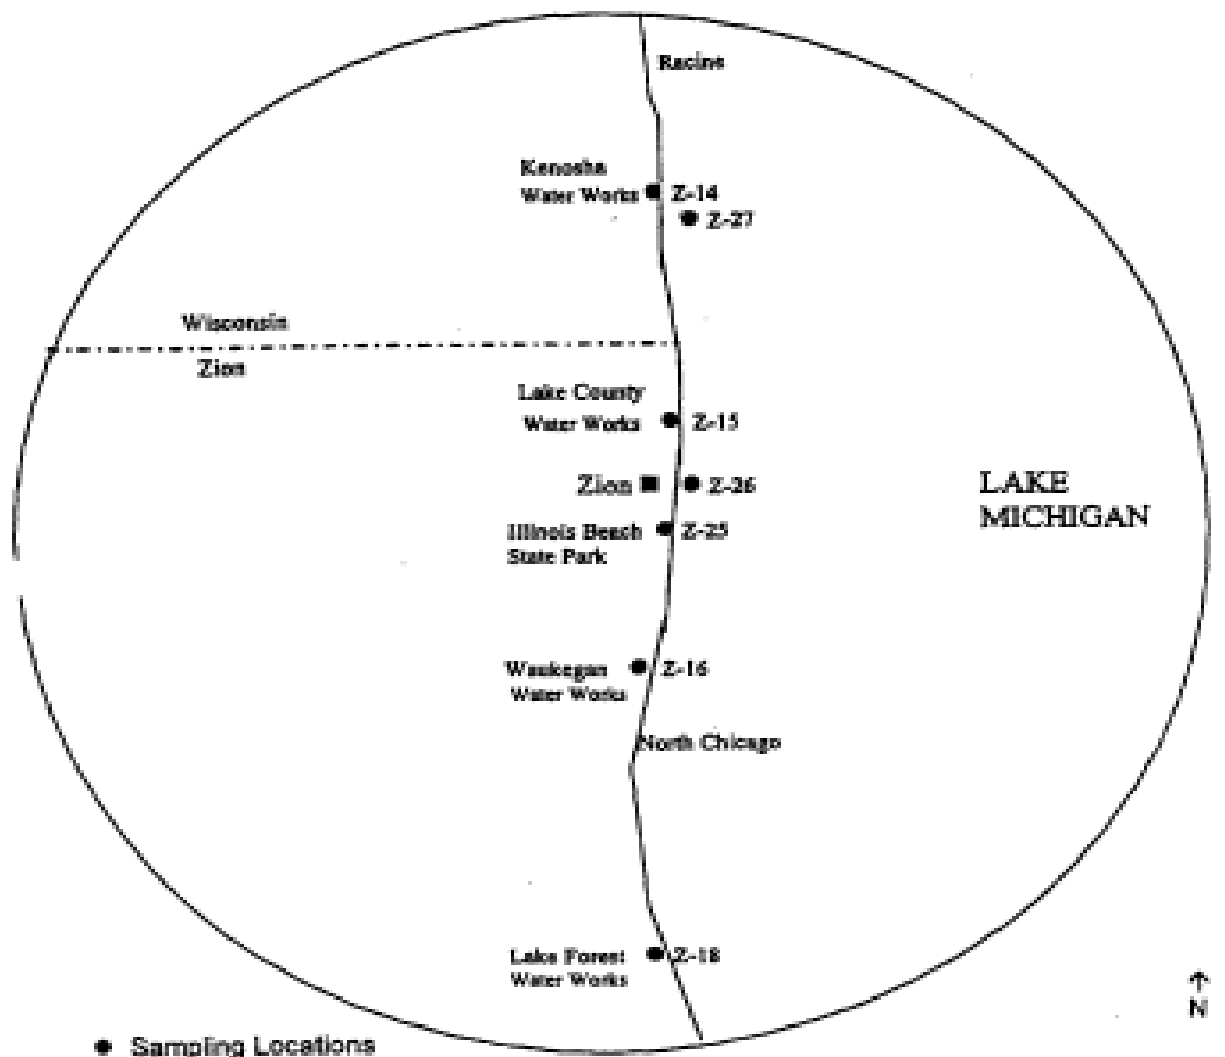 Racine
Kenosha
Water Works
Z-14
Z-27
Wisconsin
Zion
Lake County
Water Works
Z-15
Zion
Z-26
LAKE
MICHIGAN
Illinois Beach
State Park
Z-25
Waukegan
Water Works
Z-16
North Chicago
Lake Forest
Water Works
Z-18
N
Sampling Locations